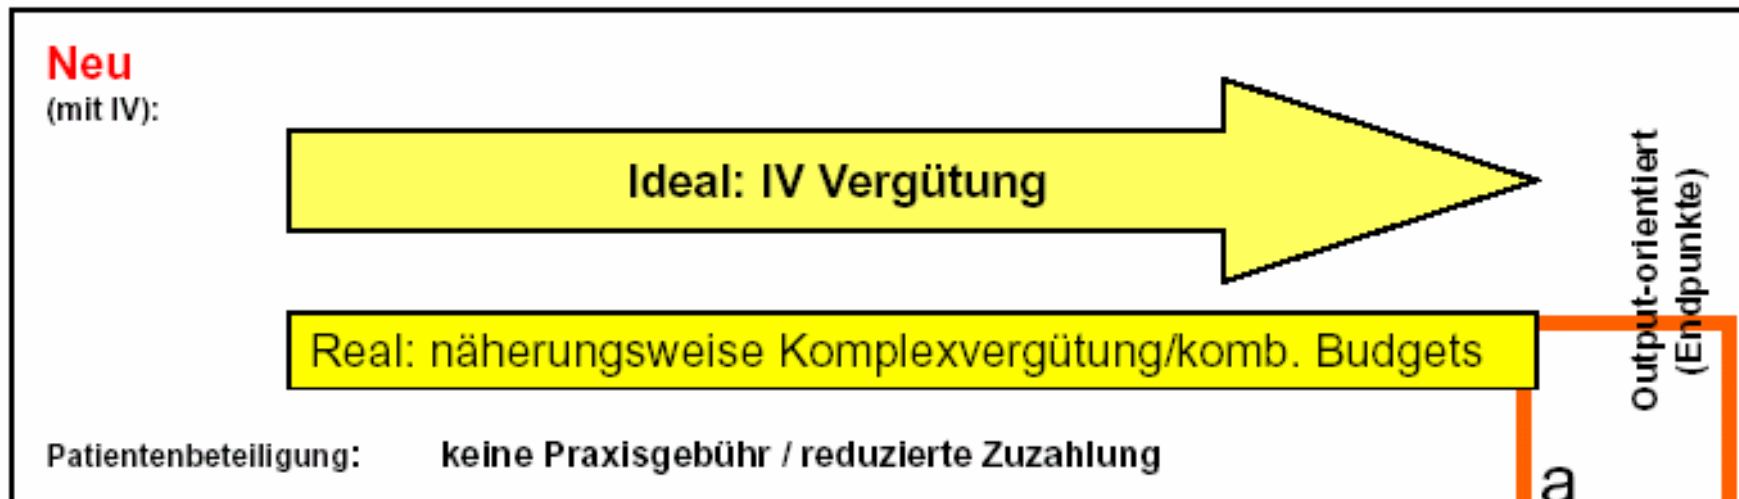 Neu
(mit IV):
Ideal: IV Vergütung
Output-orientiert
(Endpunkte)
Real: näherungsweise Komplexvergütung/komb. Budgets
Patientenbeteiligung: keine Praxisgebühr / reduzierte Zuzahlung
a